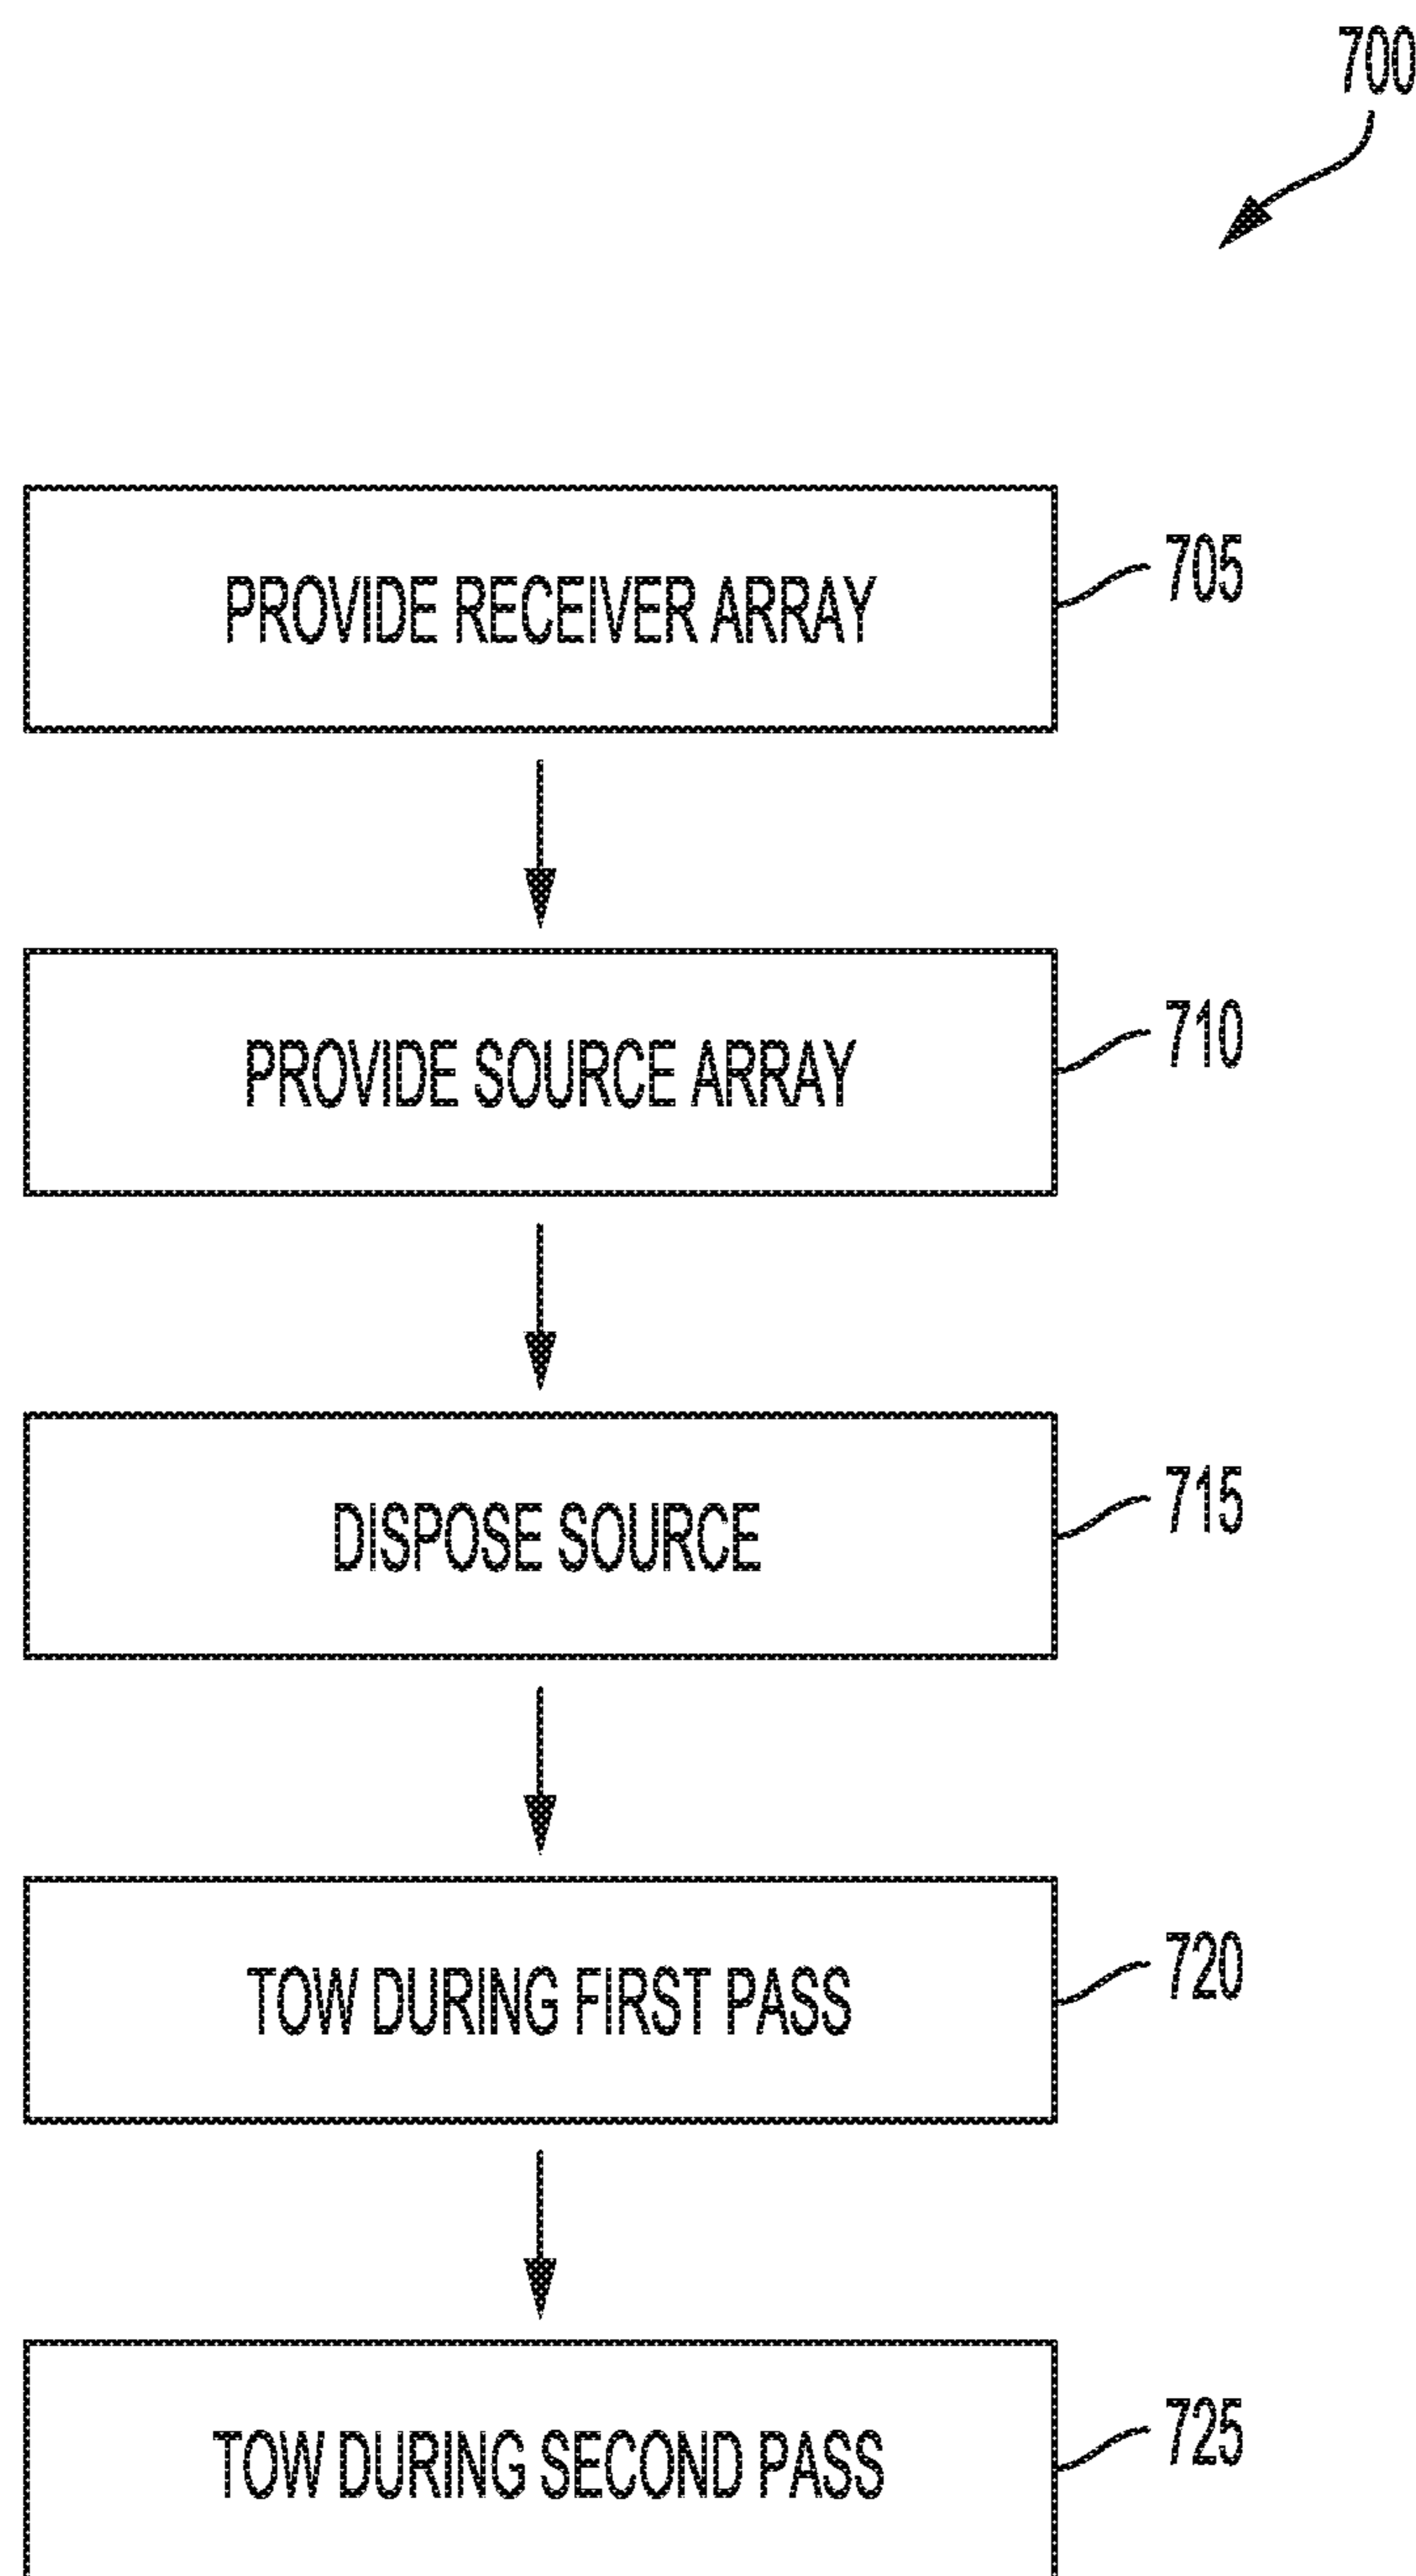 700
PROVIDE RECEIVER ARRAY
705
PROVIDE SOURCE ARRAY
710
DISPOSE SOURCE
715
TOW DURING FIRST PASS
720
TOW DURING SECOND PASS
725